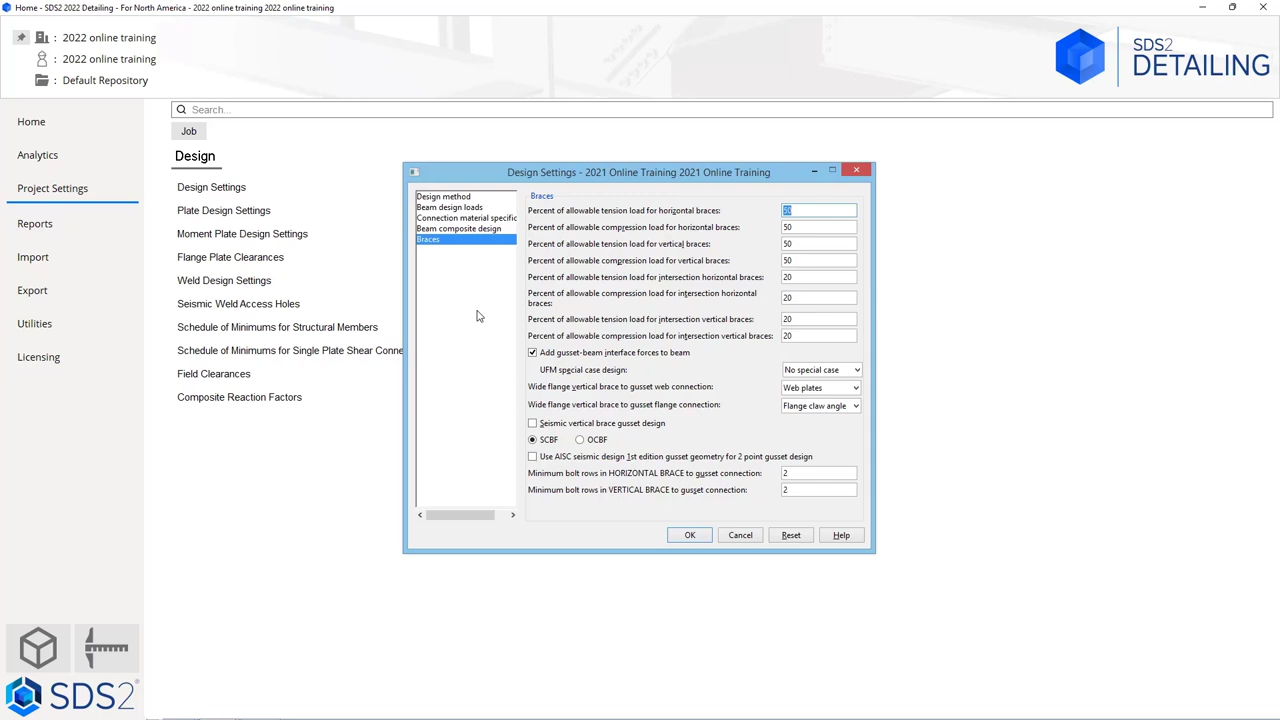 Home - SDS2 2022 Detailing - For North America - 2022 online training 2022 online training
: 2022 online training
: 2022 online training
: Default Repository
SDS2
DETAILING
Search...
Job
Home
Analytics
Project Settings
Reports
Import
Export
Utilities
Licensing
Design
Design Settings
Plate Design Settings
Moment Plate Design Settings
Flange Plate Clearances
Weld Design Settings
Seismic Weld Access Holes
Schedule of Minimums for Structural Members
Schedule of Minimums for Single Plate Shear Conne
Field Clearances
Composite Reaction Factors
Design Settings - 2021 Online Training 2021 Online Training
Design method
Beam design loads
Connection material specific
Beam composite design
Braces
Braces
Percent of allowable tension load for horizontal braces: 50
Percent of allowable compression load for horizontal braces: 50
Percent of allowable tension load for vertical braces: 50
Percent of allowable compression load for vertical braces: 50
Percent of allowable tension load for intersection horizontal braces: 20
Percent of allowable compression load for intersection horizontal
braces: 20
Percent of allowable tension load for intersection vertical braces: 20
Percent of allowable compression load for intersection vertical braces: 20
Add gusset-beam interface forces to beam
UFM special case design: No special case
Wide flange vertical brace to gusset web connection: Web plates
Wide flange vertical brace to gusset flange connection: Flange claw angle
Seismic vertical brace gusset design
SCBF OCBF
Use AISC seismic design 1st edition gusset geometry for 2 point gusset design
Minimum bolt rows in HORIZONTAL BRACE to gusset connection: 2
Minimum bolt rows in VERTICAL BRACE to gusset connection: 2
OK Cancel Reset Help
SDS2